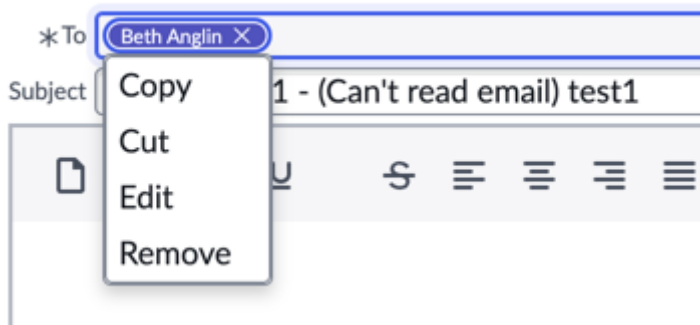 * To Beth Anglin ×
Subject 1 - (Can't read email) test1
Copy
Cut
Edit
Remove